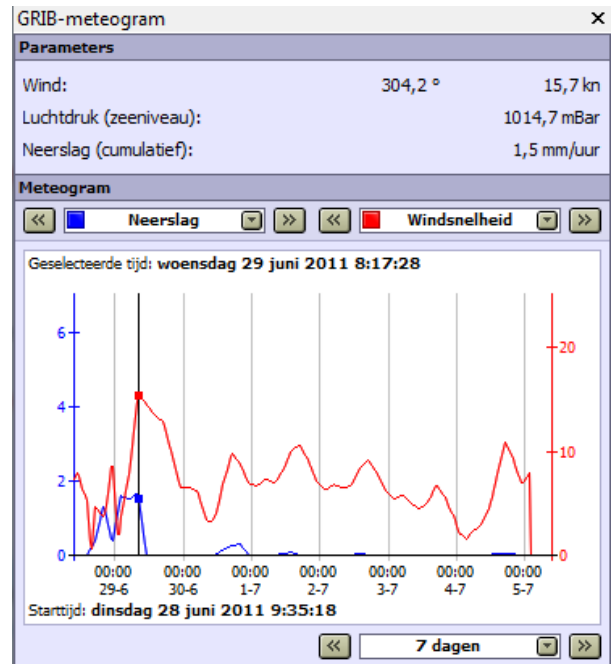 GRIB-meteogram
Parameters
Wind: 304,2 ° 15,7 kn
Luchtdruk (zeeniveau): 1014,7 mBar
Neerslag (cumulatief): 1,5 mm/uur
Meteogram
Neerslag Windsnelheid
Geselecteerde tijd: woensdag 29 juni 2011 8:17:28
6
20
4
10
2
0 0
00:00 00:00 00:00 00:00 00:00 00:00 00:00
29-6 30-6 1-7 2-7 3-7 4-7 5-7
Starttijd: dinsdag 28 juni 2011 9:35:18
7 dagen